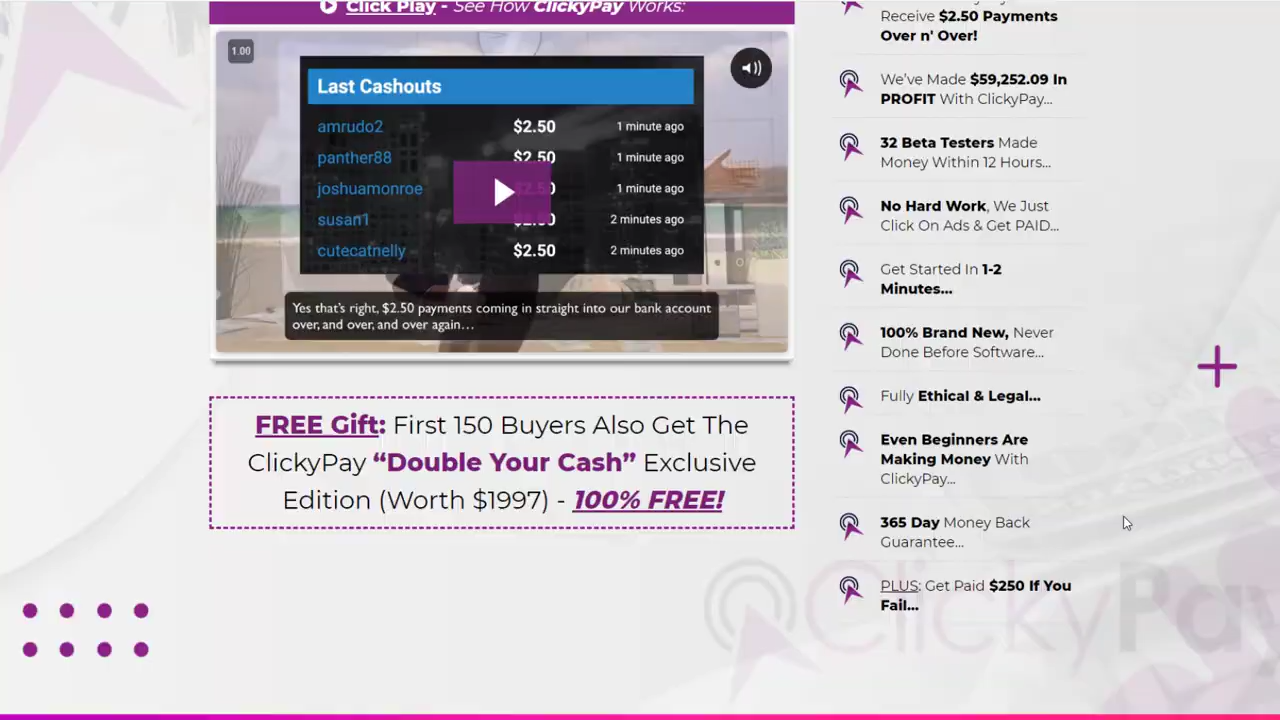 Click Play - See How ClickyPay Works:
1.00
Last Cashouts
amrudo2 $2.50 1 minute ago
panther88 $2.50 1 minute ago
joshuamonroe $2.50 1 minute ago
susan1 $2.50 2 minutes ago
cutecatnelly $2.50 2 minutes ago
Yes that's right, $2.50 payments coming in straight into our bank account
over, and over, and over again...
FREE Gift: First 150 Buyers Also Get The
ClickyPay “Double Your Cash” Exclusive
Edition (Worth $1997) - 100% FREE!
Receive $2.50 Payments
Over n' Over!
We've Made $59,252.09 In
PROFIT With ClickyPay...
32 Beta Testers Made
Money Within 12 Hours...
No Hard Work, We Just
Click On Ads & Get PAID...
Get Started In 1-2
Minutes...
100% Brand New, Never
Done Before Software...
Fully Ethical & Legal...
Even Beginners Are
Making Money With
ClickyPay...
365 Day Money Back
Guarantee...
PLUS: Get Paid $250 If You
Fail...
ClickyPay